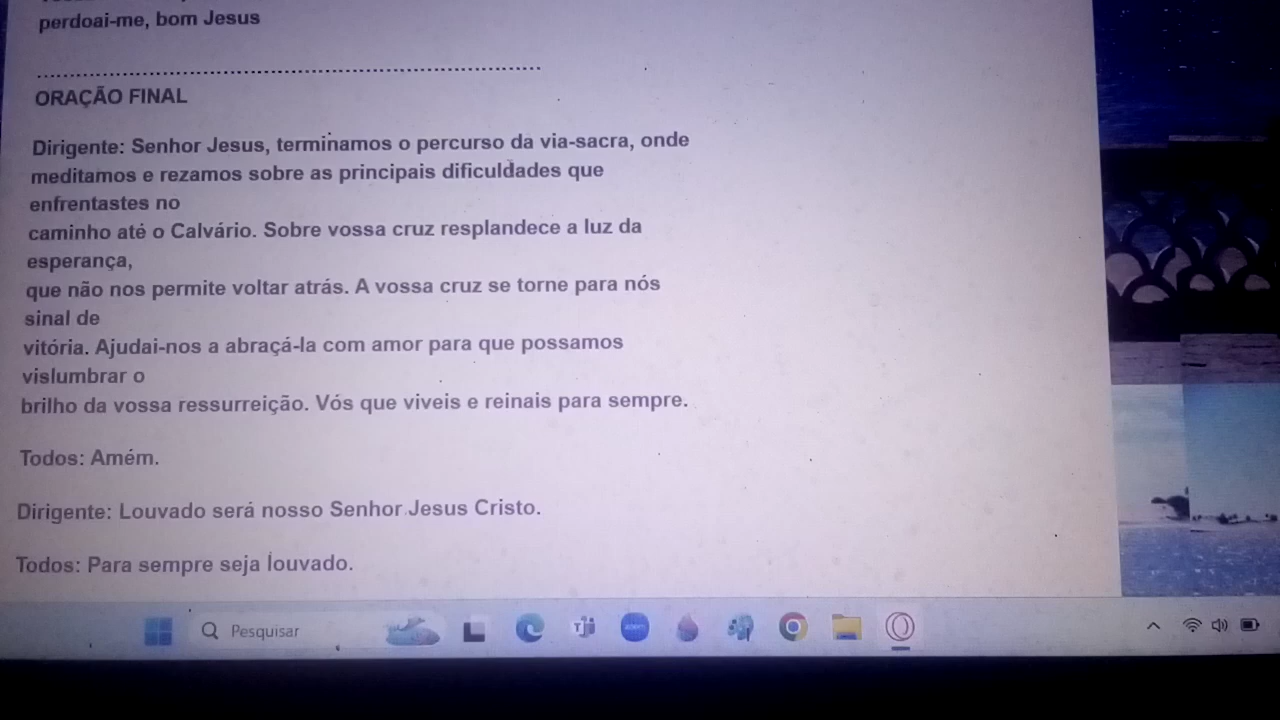 perdoai-me, bom Jesus
................................................................................
ORAÇÃO FINAL
Dirigente: Senhor Jesus, terminamos o percurso da via-sacra, onde
meditamos e rezamos sobre as principais dificuldades que
enfrentastes no
caminho até o Calvário. Sobre vossa cruz resplandece a luz da
esperança,
que não nos permite voltar atrás. A vossa cruz se torne para nós
sinal de
vitória. Ajudai-nos a abraçá-la com amor para que possamos
vislumbrar o
brilho da vossa ressurreição. Vós que viveis e reinais para sempre.
Todos: Amém.
Dirigente: Louvado será nosso Senhor Jesus Cristo.
Todos: Para sempre seja louvado.
Pesquisar